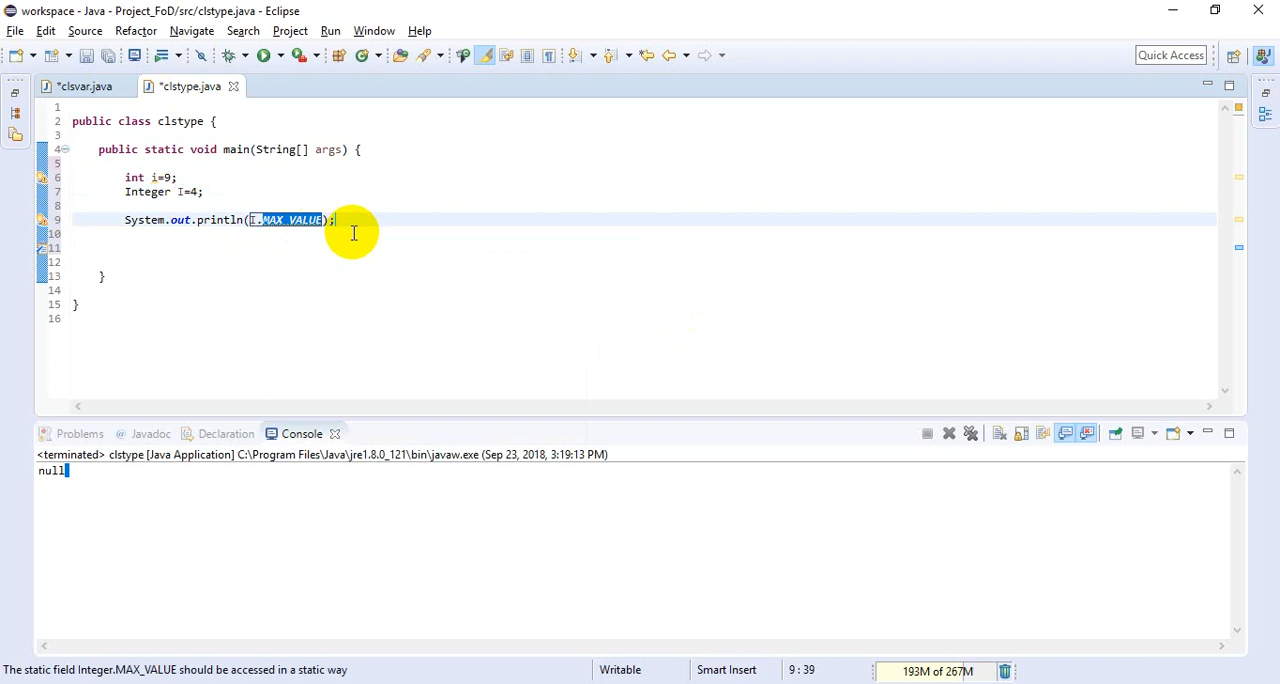 workspace - Java - Project_FoD/src/clstype.java - Eclipse
File Edit Source Refactor Navigate Search Project Run Window Help
Quick Access
*clsvar.java *clstype.java
1
2 public class clstype {
3
4 public static void main(String[] args) {
5
6 int i=9;
7 Integer I=4;
8
9 System.out.println(I.MAX_VALUE);
10
11
12
13 }
14
15 }
16
Problems @ Javadoc Declaration Console
<terminated> clstype [Java Application] C:\Program Files\Java\jre1.8.0_121\bin\javaw.exe (Sep 23, 2018, 3:19:13 PM)
null
The static field Integer.MAX_VALUE should be accessed in a static way Writable Smart Insert 9 : 39 193M of 267M